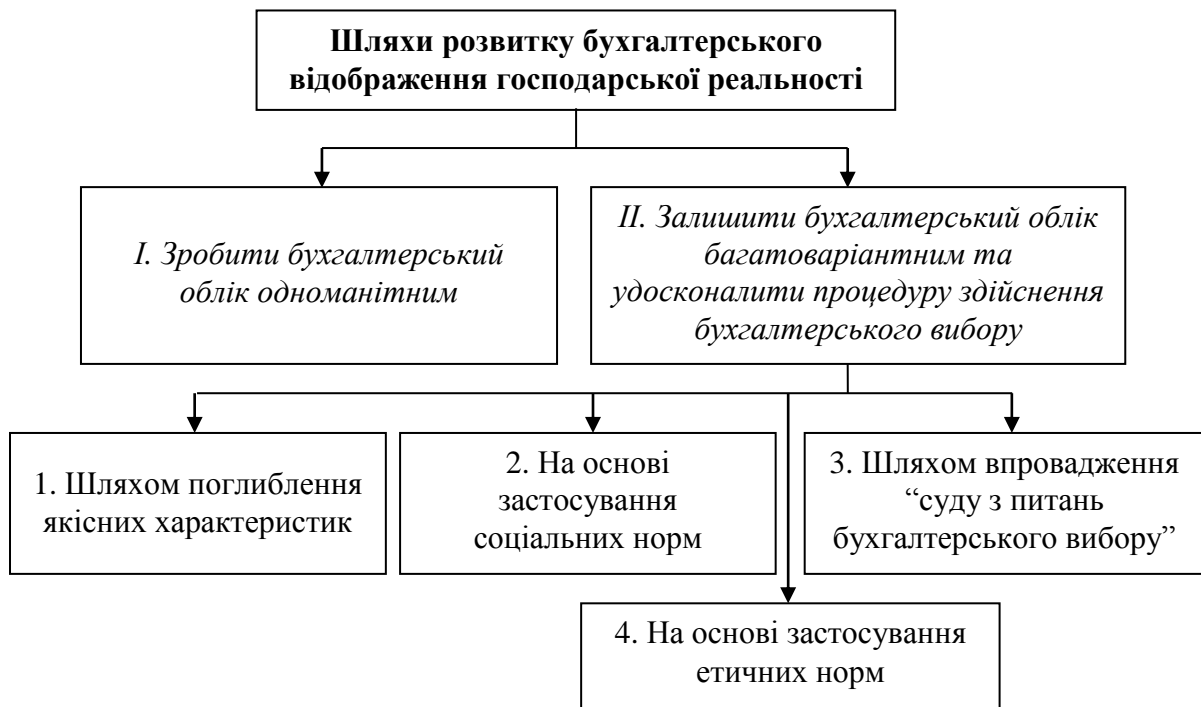 Шляхи розвитку бухгалтерського
відображення господарської реальності
І. Зробити бухгалтерський
облік одноманітним
ІІ. Залишити бухгалтерський облік
багатоваріантним та
удосконалити процедуру здійснення
бухгалтерського вибору
1. Шляхом поглиблення
якісних характеристик
2. На основі
застосування
соціальних норм
3. Шляхом впровадження
“суду з питань
бухгалтерського вибору”
4. На основі застосування
етичних норм